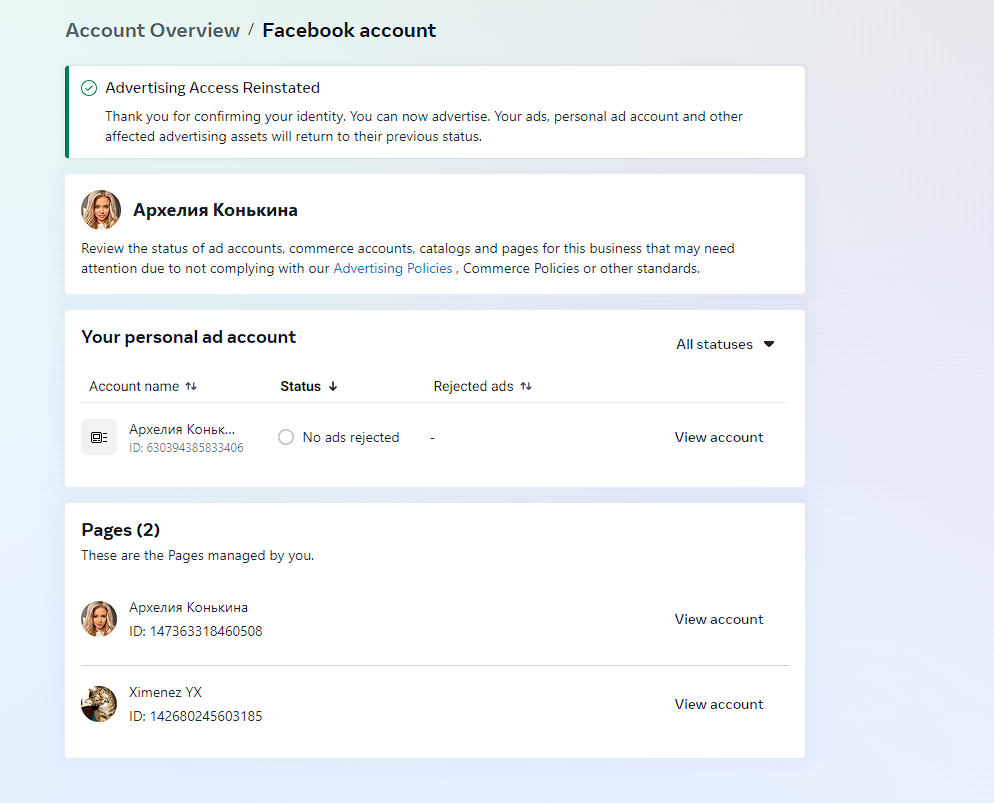 Account Overview / Facebook account
Advertising Access Reinstated
Thank you for confirming your identity. You can now advertise. Your ads, personal ad account and other
affected advertising assets will return to their previous status.
Архелия Конькина
Review the status of ad accounts, commerce accounts, catalogs and pages for this business that may need
attention due to not complying with our Advertising Policies , Commerce Policies or other standards.
Your personal ad account
All statuses
Account name Status Rejected ads
Архелия Коньк...
ID: 630394385833406
No ads rejected - View account
Pages (2)
These are the Pages managed by you.
Архелия Конькина
ID: 147363318460508
View account
Ximenez YX
ID: 142680245603185
View account